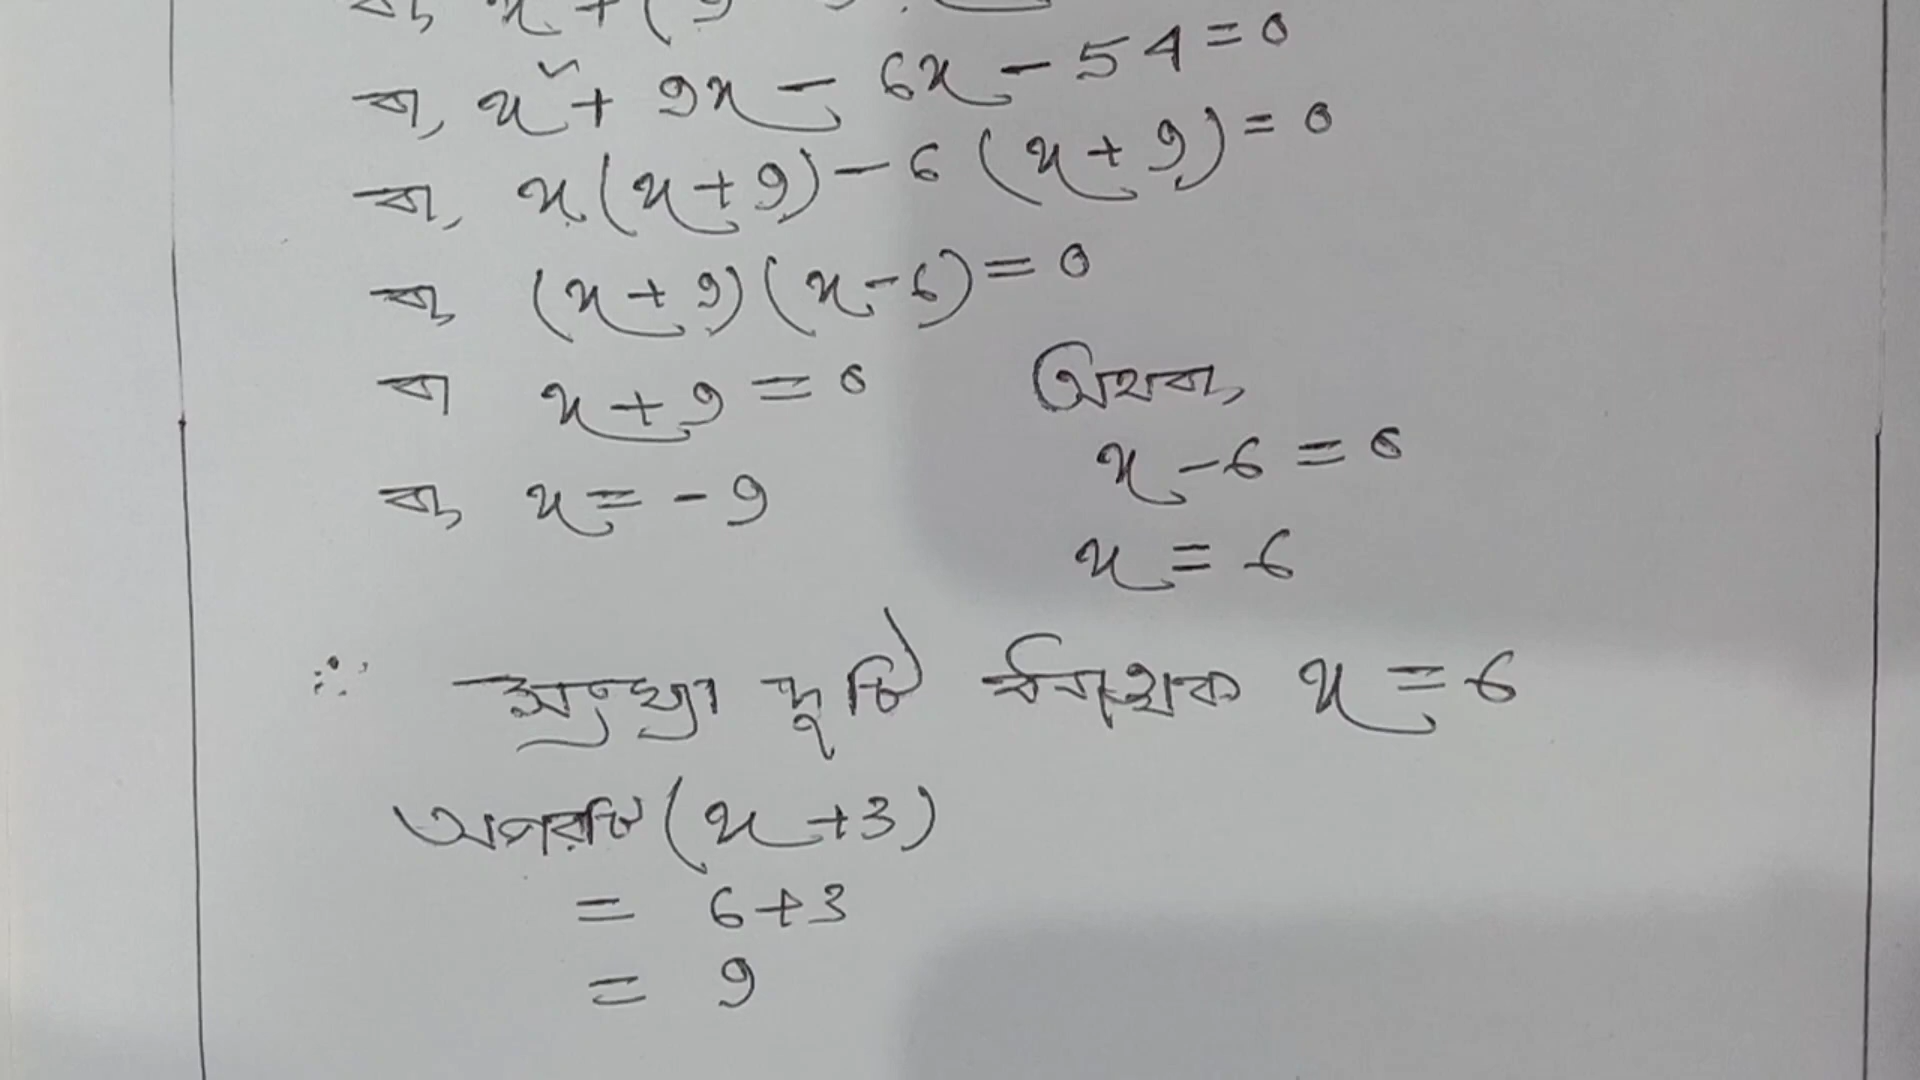 বা, x² + 9x - 6x - 54 = 0
বা, x(x+9) - 6(x+9) = 0
বা, (x+9)(x-6) = 0
বা x+9 = 0 অথবা,
x-6 = 0
বা, x = -9
x = 6
∴ সংখ্যা দুটি ধনাত্মক x = 6
অপরটি (x+3)
= 6+3
= 9